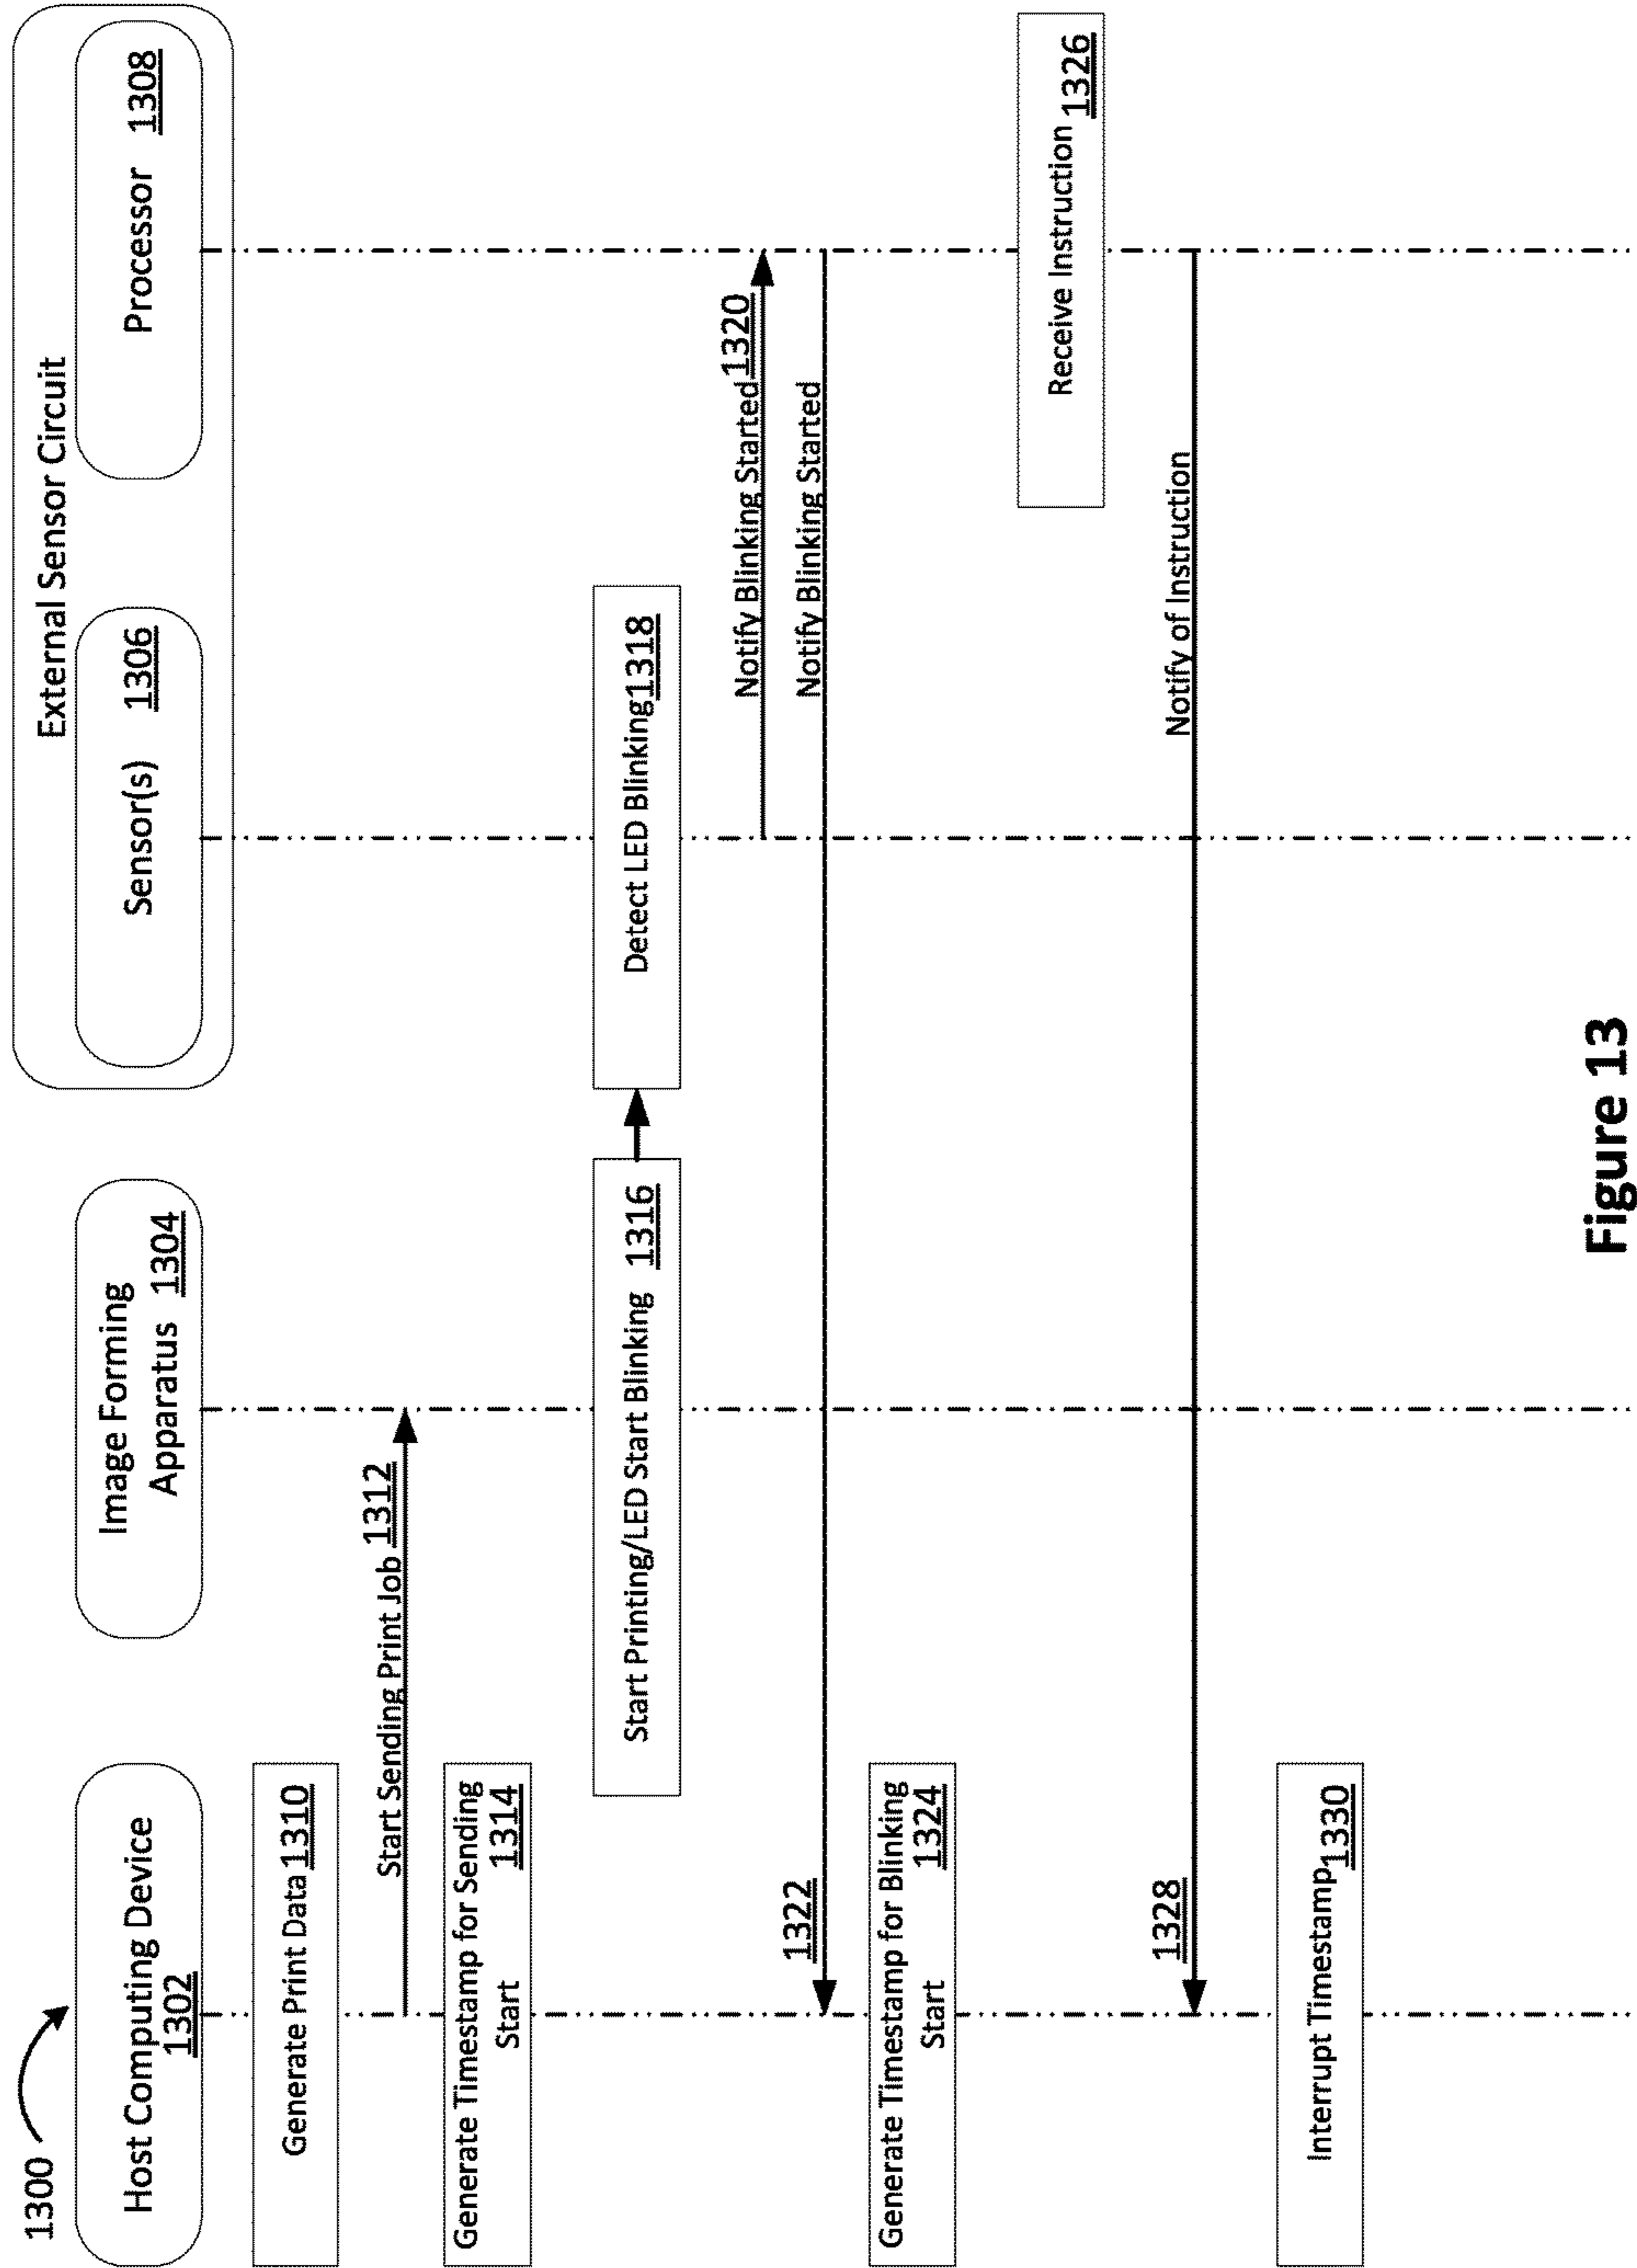 1300
External Sensor Circuit
Host Computing Device
1302
Image Forming
Apparatus 1304
Sensor(s) 1306
Processor 1308
Generate Print Data 1310
Start Sending Print Job 1312
Generate Timestamp for Sending
Start 1314
Start Printing/LED Start Blinking 1316
Detect LED Blinking 1318
Notify Blinking Started 1320
Notify Blinking Started
1322
Generate Timestamp for Blinking
Start 1324
Receive Instruction 1326
Notify of Instruction
1328
Interrupt Timestamp 1330
Figure 13